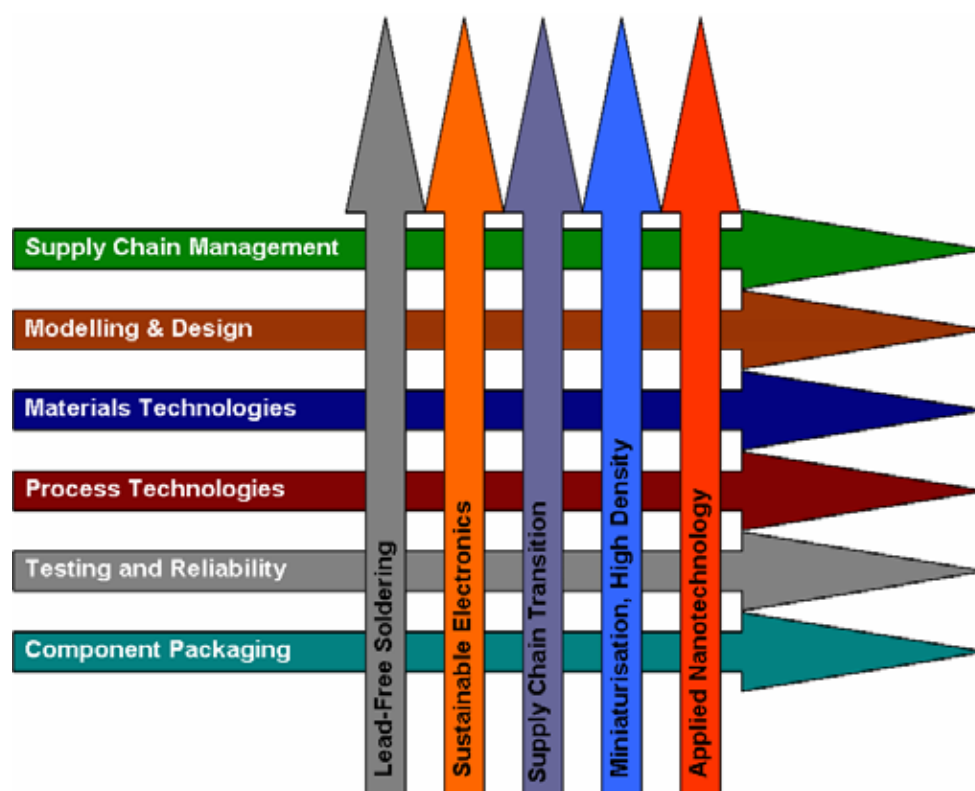 Supply Chain Management
Modelling & Design
Materials Technologies
Process Technologies
Testing and Reliability
Component Packaging
Lead-Free Soldering
Sustainable Electronics
Supply Chain Transition
Miniaturisation, High Density
Applied Nanotechnology